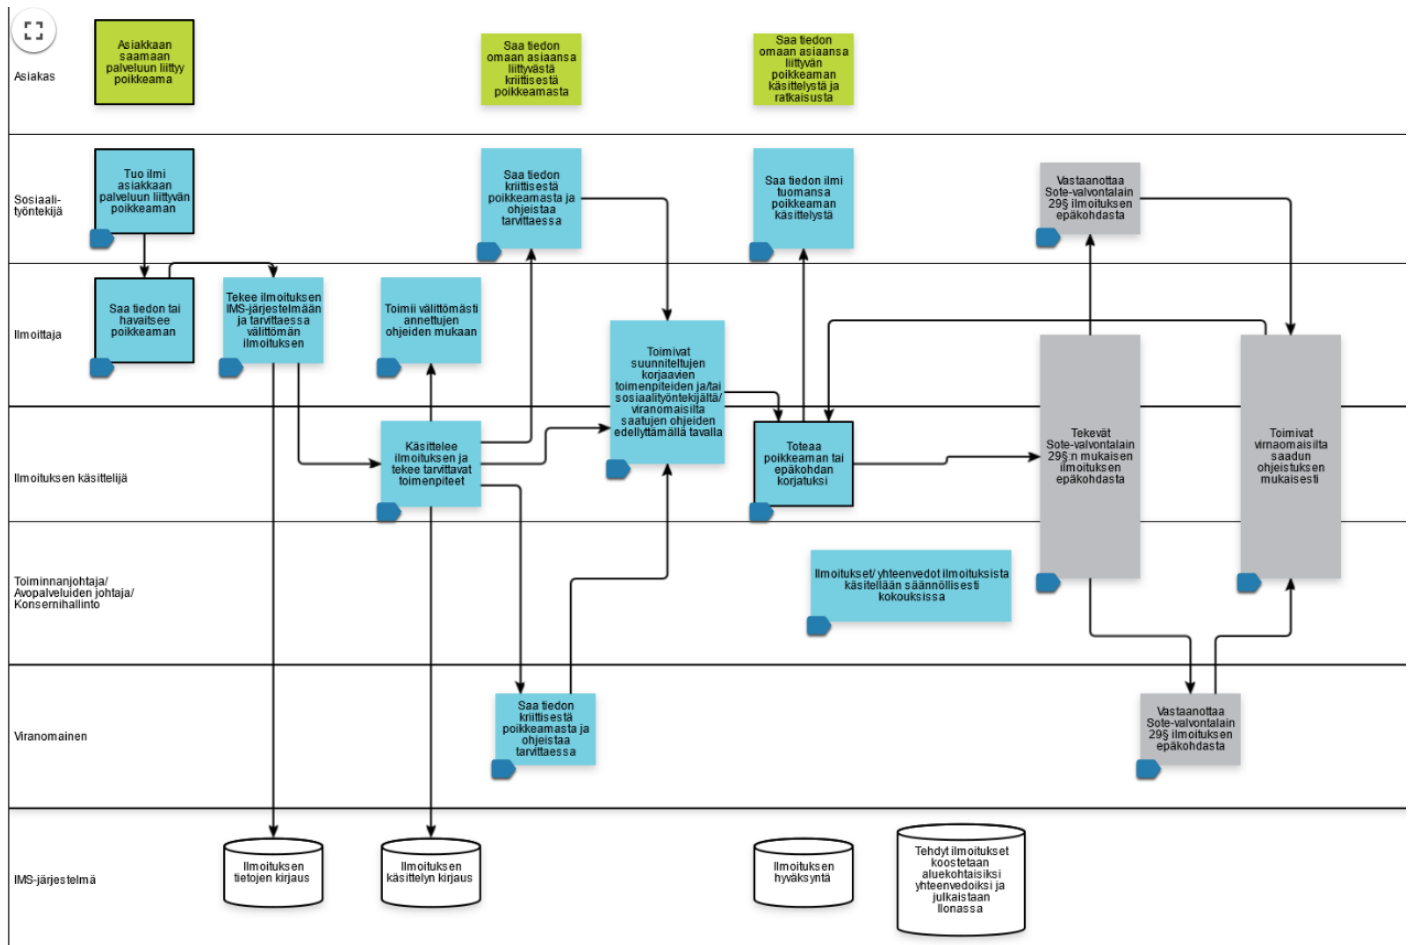 Asiakas
Asiakkaan
saamaan
palveluun liittyy
poikkeama
Saa tiedon
omaan asiaansa
liittyvästä
kriittisestä
poikkeamasta
Saa tiedon
omaan asiaansa
liittyvän
poikkeaman
käsittelystä ja
ratkaisusta
Sosiaali-
työntekijä
Tuo ilmi
asiakkaan
palveluun liittyvän
poikkeaman
Saa tiedon
kriittisestä
poikkeamasta ja
ohjeistaa
tarvittaessa
Saa tiedon ilmi
tuomansa
poikkeaman
käsittelystä
Vastaanottaa
Sote-valvontalain
29§ ilmoituksen
epäkohdasta
Ilmoittaja
Saa tiedon tai
havaitsee
poikkeaman
Tekee ilmoituksen
IMS-järjestelmään
ja tarvittaessa
välittömän
ilmoituksen
Toimii välittömästi
annettujen
ohjeiden mukaan
Toimivat
suunniteltujen
korjaavien
toimenpiteiden ja/tai
sosiaalityöntekijältä/
viranomaisilta
saatujen ohjeiden
edellyttämällä tavalla
Ilmoituksen käsittelijä
Käsittelee
ilmoituksen ja
tekee tarvittavat
toimenpiteet
Toteaa
poikkeaman tai
epäkohdan
korjatuksi
Tekevät
Sote-valvontalain
29§:n mukaisen
ilmoituksen
epäkohdasta
Toimivat
virnaomaisilta
saadun
ohjeistuksen
mukaisesti
Toiminnanjohtaja/
Avopalveluiden johtaja/
Konsernihallinto
Ilmoitukset/ yhteenvedot ilmoituksista
käsitellään säännöllisesti
kokouksissa
Viranomainen
Saa tiedon
kriittisestä
poikkeamasta ja
ohjeistaa
tarvittaessa
Vastaanottaa
Sote-valvontalain
29§ ilmoituksen
epäkohdasta
IMS-järjestelmä
Ilmoituksen
tietojen kirjaus
Ilmoituksen
käsittelyn kirjaus
Ilmoituksen
hyväksyntä
Tehdyt ilmoitukset
koostetaan
aluekohtaisiksi
yhteenvedoiksi ja
julkaistaan
Ilonassa